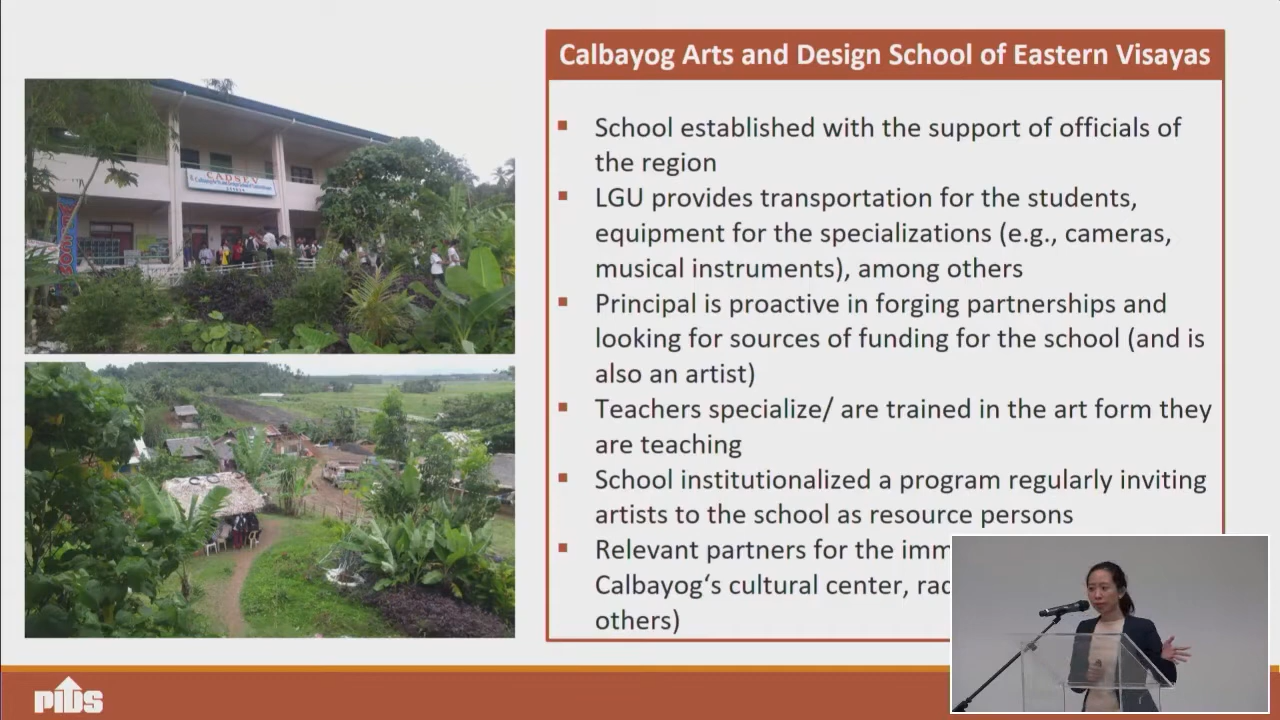 Calbayog Arts and Design School of Eastern Visayas
▪ School established with the support of officials of
the region
▪ LGU provides transportation for the students,
equipment for the specializations (e.g., cameras,
musical instruments), among others
▪ Principal is proactive in forging partnerships and
looking for sources of funding for the school (and is
also an artist)
▪ Teachers specialize/ are trained in the art form they
are teaching
▪ School institutionalized a program regularly inviting
artists to the school as resource persons
▪ Relevant partners for the imm
Calbayog‘s cultural center, rad
others)
CADSEV
PIDS